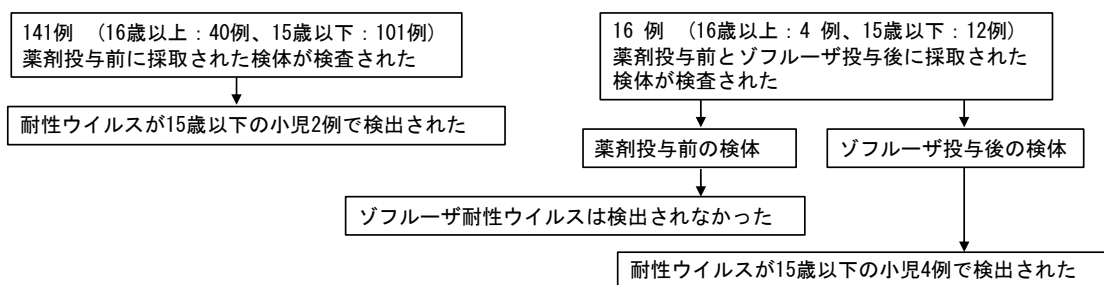 141例　（16歳以上：40例、15歳以下：101例）
薬剤投与前に採取された検体が検査された
耐性ウイルスが15歳以下の小児2例で検出された
16 例　（16歳以上：4 例、15歳以下：12例）
薬剤投与前とゾフルーザ投与後に採取された
検体が検査された
薬剤投与前の検体
ゾフルーザ投与後の検体
ゾフルーザ耐性ウイルスは検出されなかった
耐性ウイルスが15歳以下の小児4例で検出された